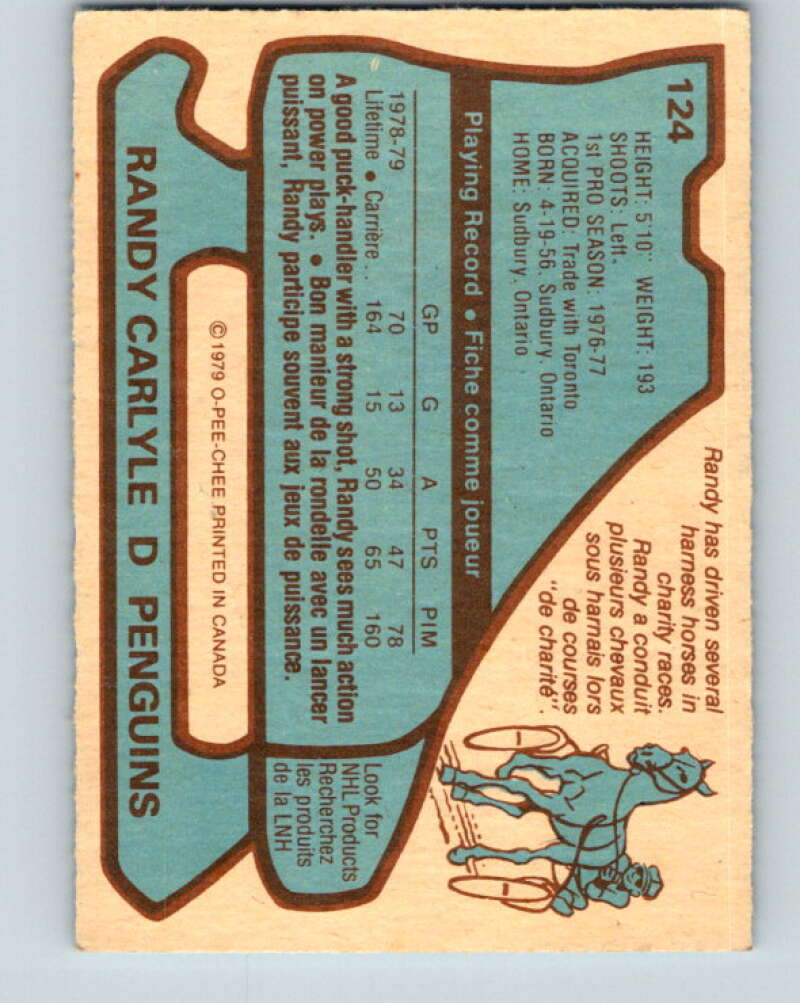 124
HEIGHT: 5'10" WEIGHT: 193
SHOOTS: Left
1st PRO SEASON: 1976-77
ACQUIRED: Trade with Toronto
BORN: 4-19-56, Sudbury, Ontario
HOME: Sudbury, Ontario
Randy has driven several
harness horses in
charity races.
Randy a conduit
plusieurs chevaux
sous harnais lors
de courses
"de charité".
Playing Record • Fiche comme joueur
GP G A PTS PIM
1978-79 70 13 34 47 78
Lifetime • Carrière .. 164 15 50 65 160
A good puck-handler with a strong shot, Randy sees much action
on power plays. • Bon manieur de la rondelle avec un lancer
puissant, Randy participe souvent aux jeux de puissance.
Look for
NHL Products
Recherchez
les produits
de la LNH
© 1979 O-PEE-CHEE PRINTED IN CANADA
RANDY CARLYLE D PENGUINS